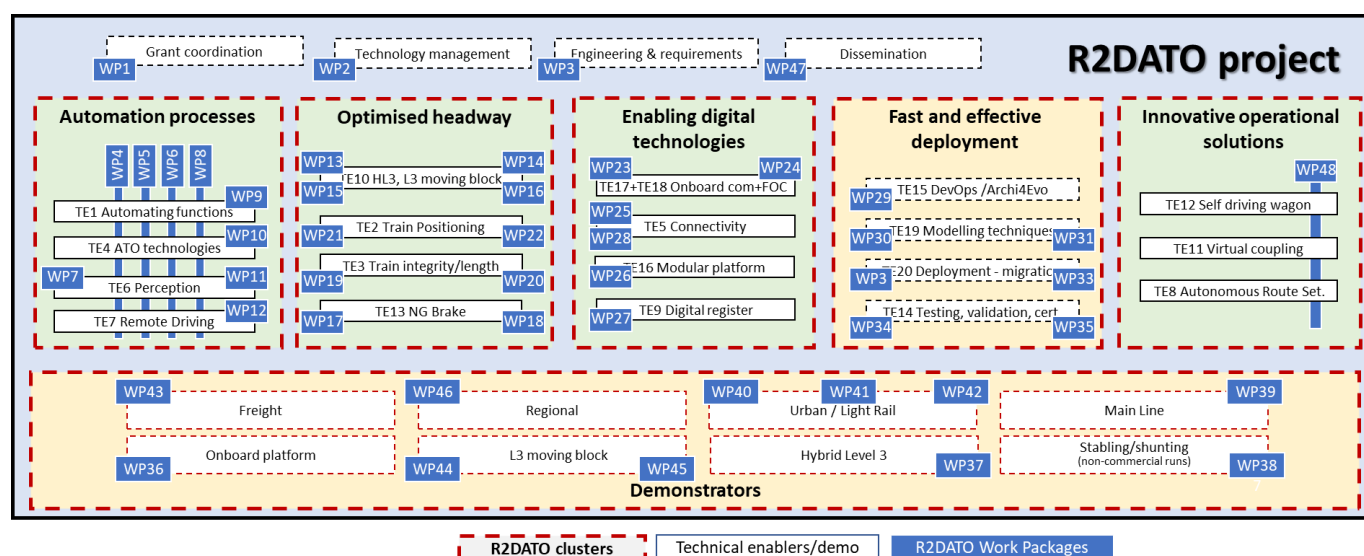 Grant coordination
WP1
Technology management
WP2
Engineering & requirements
WP3
Dissemination
WP47
R2DATO project
Automation processes
WP4
WP5
WP6
WP8
WP9
TE1 Automating functions
WP10
TE4 ATO technologies
WP7
WP11
TE6 Perception
WP12
TE7 Remote Driving
Optimised headway
WP13
WP14
TE10 HL3, L3 moving block
WP15
WP16
TE2 Train Positioning
WP21
WP22
TE3 Train integrity/length
WP19
WP20
TE13 NG Brake
WP17
WP18
Enabling digital
technologies
WP23
WP24
TE17+TE18 Onboard com+FOC
WP25
TE5 Connectivity
WP28
TE16 Modular platform
WP26
TE9 Digital register
WP27
Fast and effective
deployment
TE15 DevOps /Archi4Evo
WP29
TE19 Modelling techniques
WP30
WP31
TE20 Deployment - migratio
WP3
WP33
TE14 Testing, validation, cert
WP34
WP35
Innovative operational
solutions
WP48
TE12 Self driving wagon
TE11 Virtual coupling
TE8 Autonomous Route Set.
WP43
Freight
WP46
Regional
WP40
WP41
WP42
Urban / Light Rail
WP39
Main Line
Onboard platform
WP36
L3 moving block
WP44
WP45
Hybrid Level 3
WP37
Stabling/shunting
(non-commercial runs)
WP38
Demonstrators
R2DATO clusters
Technical enablers/demo
R2DATO Work Packages